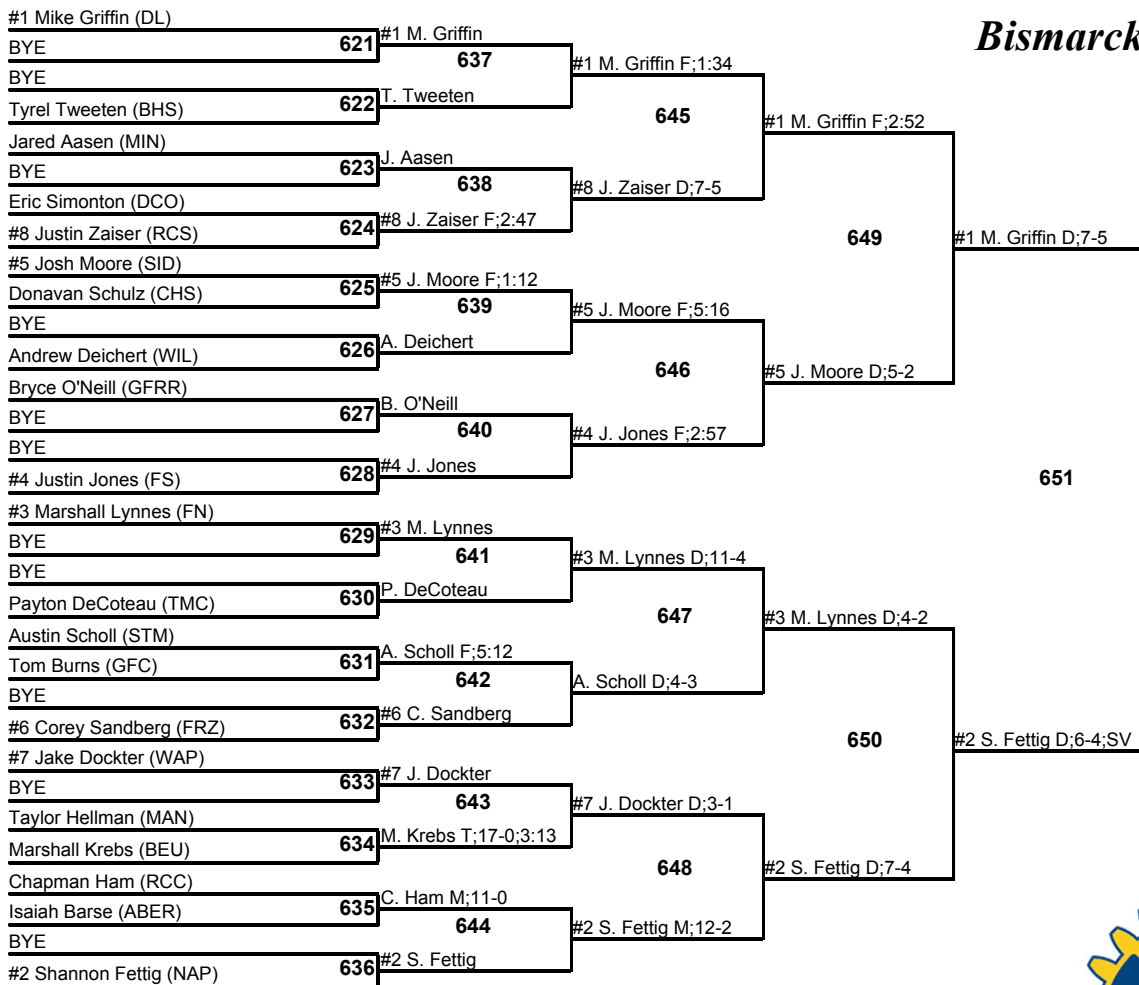 #1 Mike Griffin (DL)
BYE
BYE
Tyrel Tweeten (BHS)
Jared Aasen (MIN)
BYE
Eric Simonton (DCO)
#8 Justin Zaiser (RCS)
#5 Josh Moore (SID)
Donavan Schulz (CHS)
BYE
Andrew Deichert (WIL)
Bryce O'Neill (GFRR)
BYE
BYE
#4 Justin Jones (FS)
#3 Marshall Lynnes (FN)
BYE
BYE
Payton DeCoteau (TMC)
Austin Scholl (STM)
Tom Burns (GFC)
BYE
#6 Corey Sandberg (FRZ)
#7 Jake Dockter (WAP)
BYE
Taylor Hellman (MAN)
Marshall Krebs (BEU)
Chapman Ham (RCC)
Isaiah Barse (ABER)
BYE
#2 Shannon Fettig (NAP)
621
622
623
624
625
626
627
628
629
630
631
632
633
634
635
636
#1 M. Griffin
637
T. Tweeten
J. Aasen
638
#8 J. Zaiser F;2:47
#5 J. Moore F;1:12
639
A. Deichert
B. O'Neill
640
#4 J. Jones
#3 M. Lynnes
641
P. DeCoteau
A. Scholl F;5:12
642
#6 C. Sandberg
#7 J. Dockter
643
M. Krebs T;17-0;3:13
C. Ham M;11-0
644
#2 S. Fettig
#1 M. Griffin F;1:34
645
#8 J. Zaiser D;7-5
#5 J. Moore F;5:16
646
#4 J. Jones F;2:57
#3 M. Lynnes D;11-4
647
A. Scholl D;4-3
#7 J. Dockter D;3-1
648
#2 S. Fettig M;12-2
#1 M. Griffin F;2:52
649
#5 J. Moore D;5-2
#3 M. Lynnes D;4-2
650
#2 S. Fettig D;7-4
Bismarck
#1 M. Griffin D;7-5
651
#2 S. Fettig D;6-4;SV